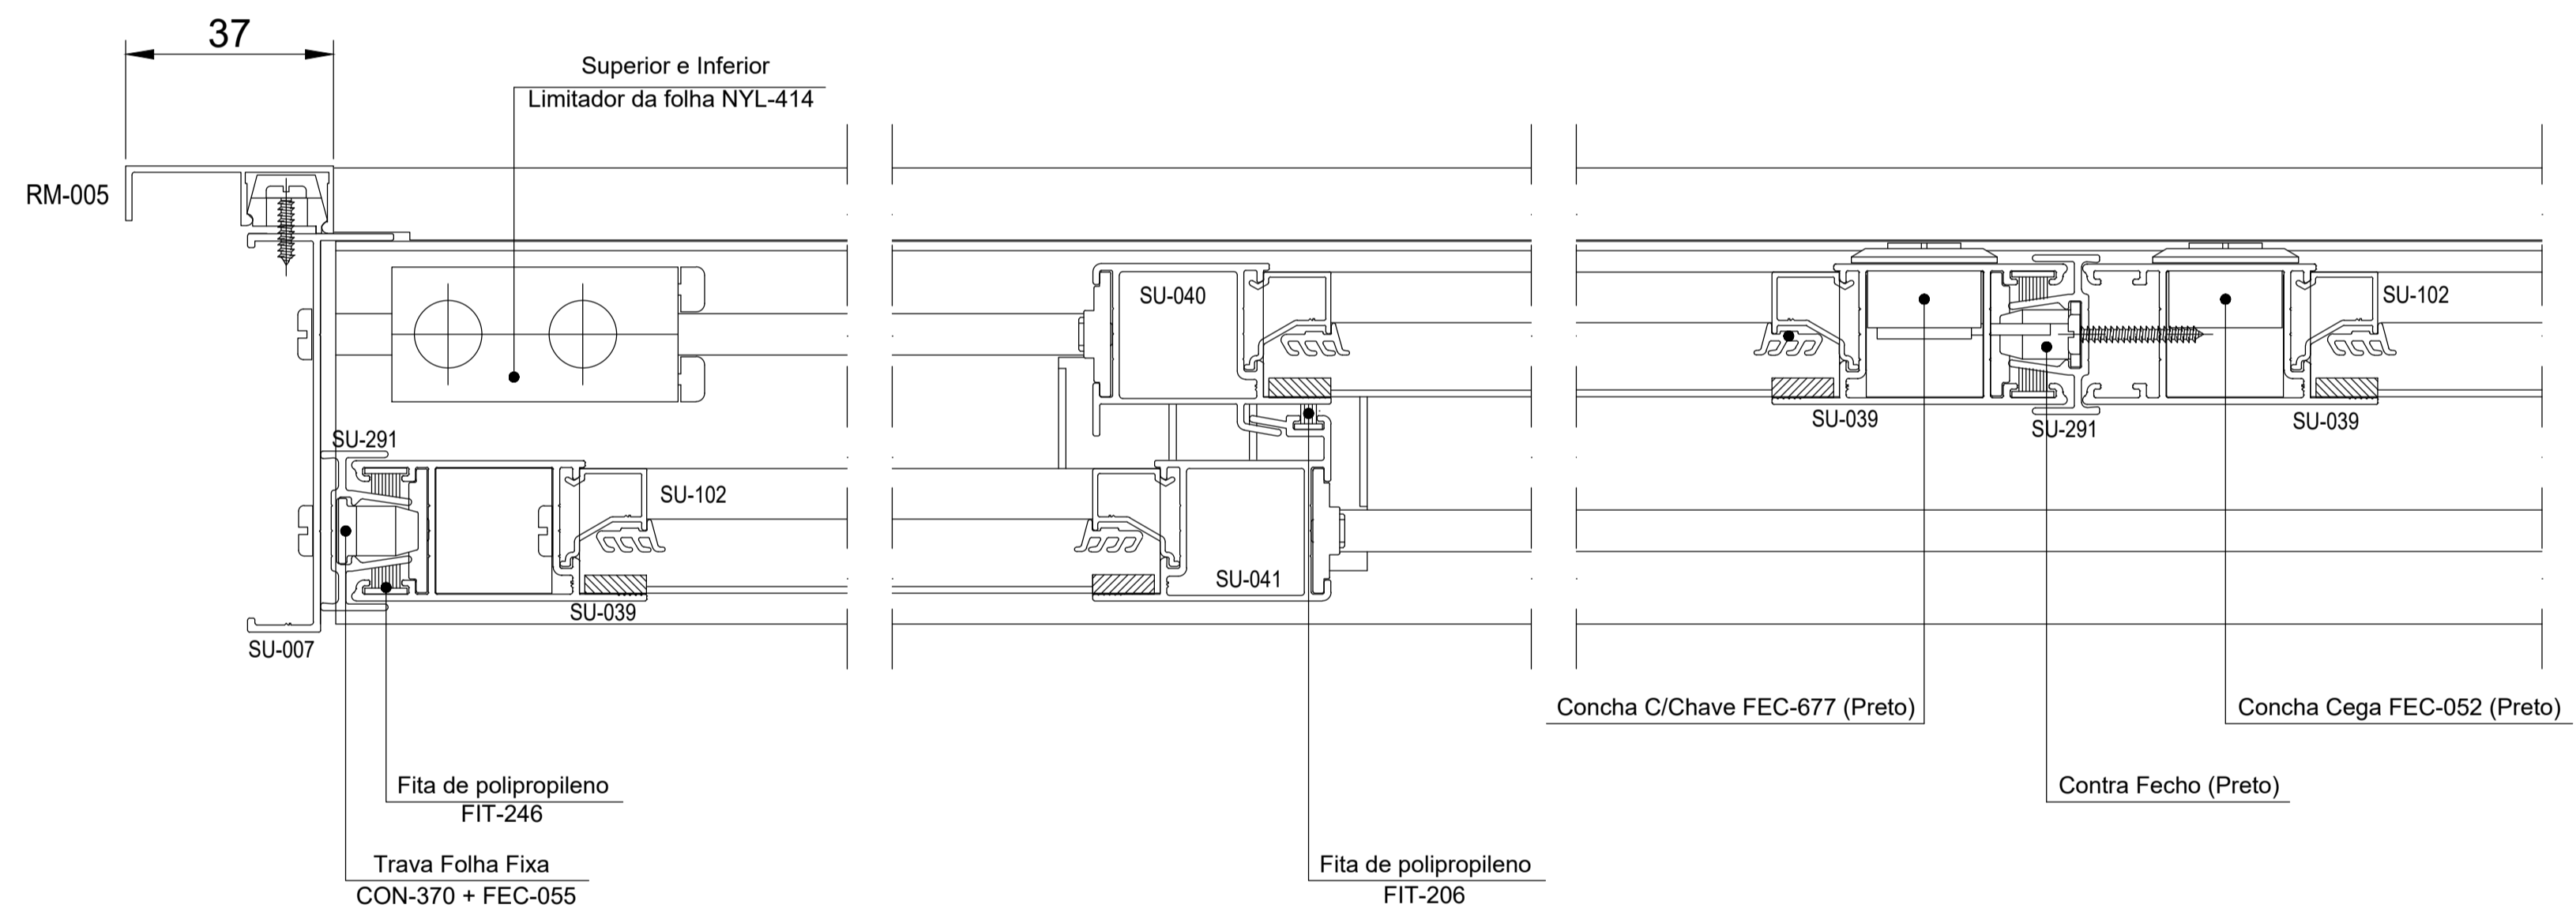 37
Superior e Inferior
Limitador da folha NYL-414
RM-005
SU-040
SU-102
SU-039
SU-291
SU-039
SU-291
SU-102
SU-041
SU-039
SU-007
Concha C/Chave FEC-677 (Preto)
Concha Cega FEC-052 (Preto)
Fita de polipropileno
FIT-246
Contra Fecho (Preto)
Trava Folha Fixa
CON-370 + FEC-055
Fita de polipropileno
FIT-206